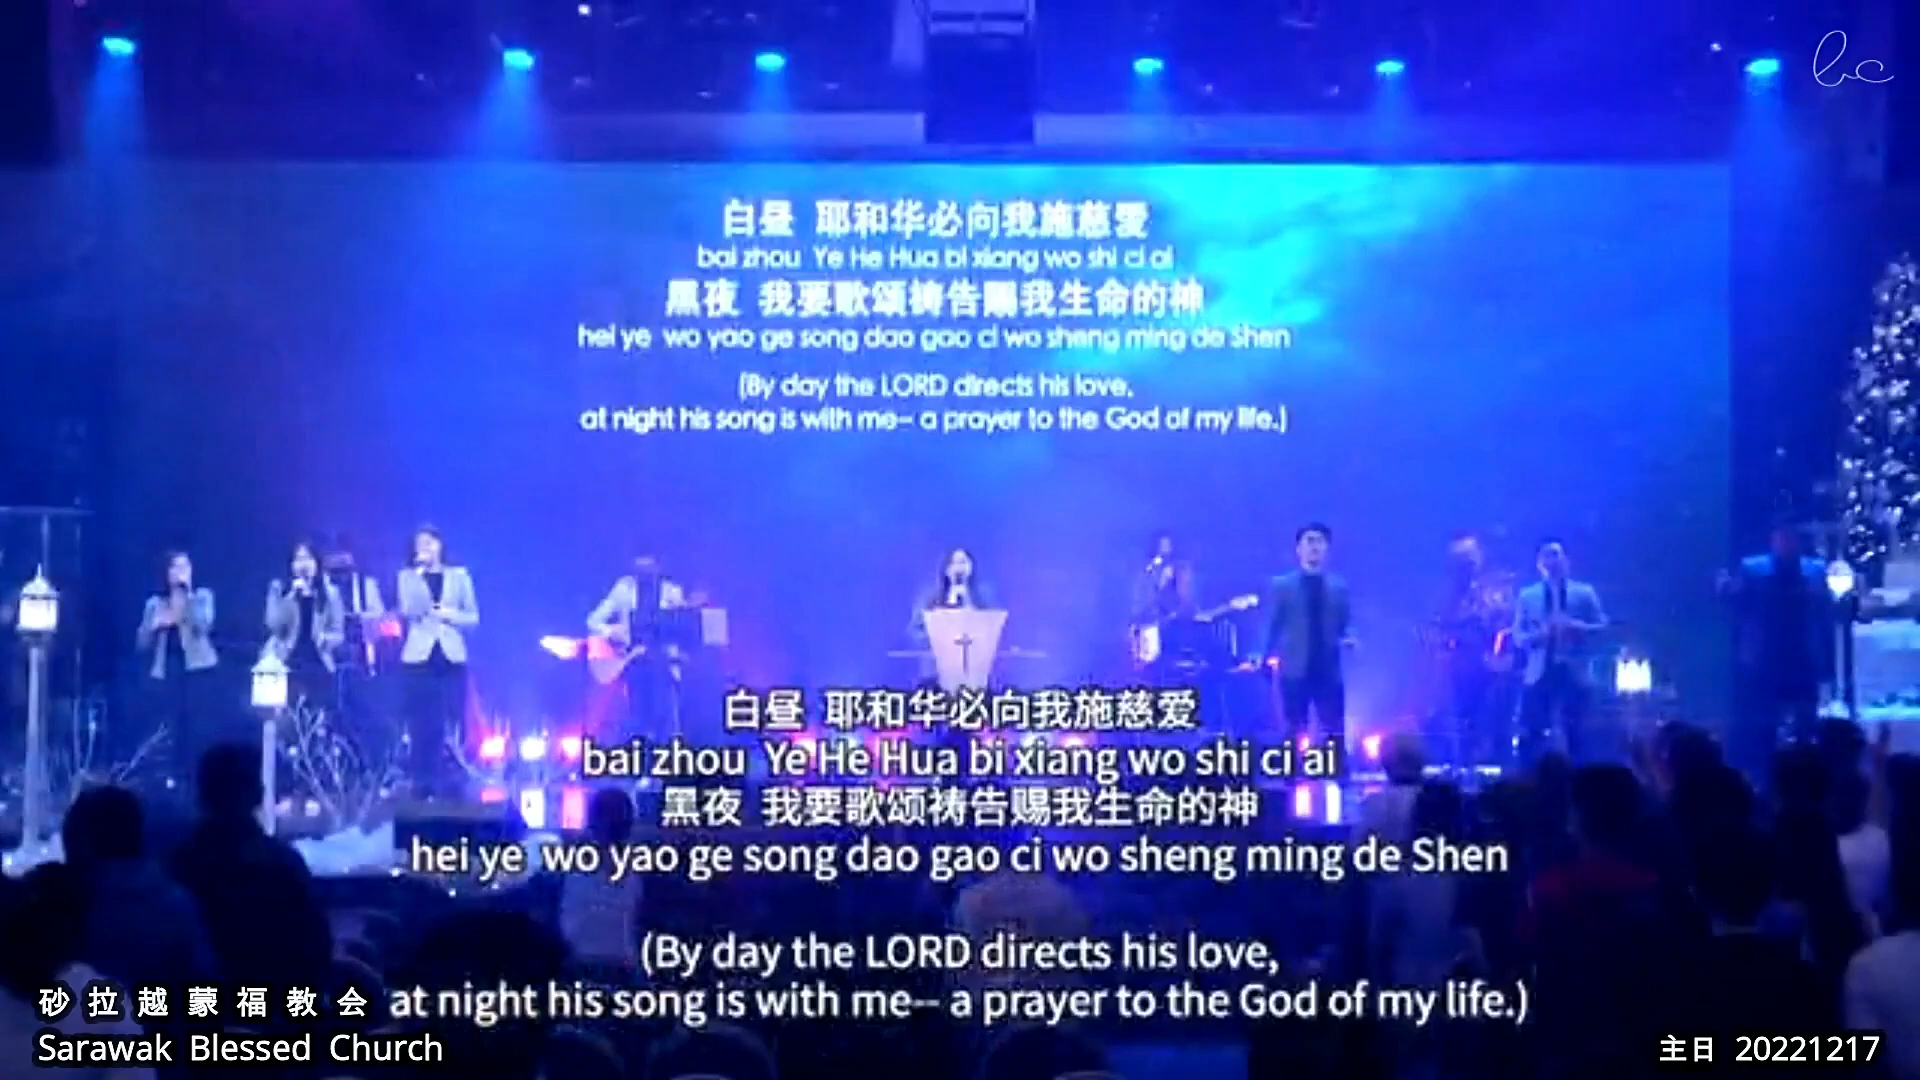 bc
白昼 耶和华必向我施慈爱
bai zhou Ye He Hua bi xiang wo shi ci ai
黑夜 我要歌颂祷告赐我生命的神
hei ye wo yao ge song dao gao ci wo sheng ming de Shen
(By day the LORD directs his love,
at night his song is with me-- a prayer to the God of my life.)
白昼 耶和华必向我施慈爱
bai zhou Ye He Hua bi xiang wo shi ci ai
黑夜 我要歌颂祷告赐我生命的神
hei ye wo yao ge song dao gao ci wo sheng ming de Shen
(By day the LORD directs his love,
at night his song is with me-- a prayer to the God of my life.)
砂拉越蒙福教会
Sarawak Blessed Church
主日 20221217